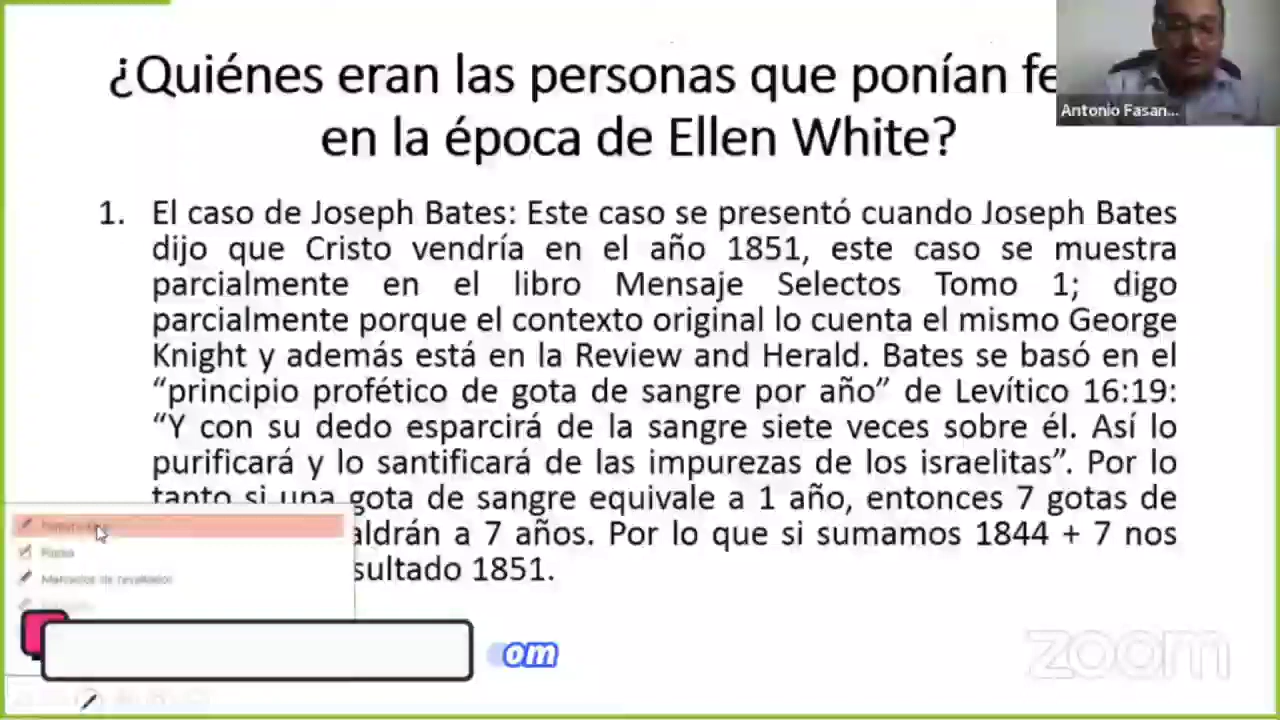 ¿Quiénes eran las personas que ponían fe
en la época de Ellen White?
Antonio Fasan...
1. El caso de Joseph Bates: Este caso se presentó cuando Joseph Bates
dijo que Cristo vendría en el año 1851, este caso se muestra
parcialmente en el libro Mensaje Selectos Tomo 1; digo
parcialmente porque el contexto original lo cuenta el mismo George
Knight y además está en la Review and Herald. Bates se basó en el
“principio profético de gota de sangre por año” de Levítico 16:19:
“Y con su dedo esparcirá de la sangre siete veces sobre él. Así lo
purificará y lo santificará de las impurezas de los israelitas”. Por lo
tanto si una gota de sangre equivale a 1 año, entonces 7 gotas de
aldrán a 7 años. Por lo que si sumamos 1844 + 7 nos
sultado 1851.
om
zoom